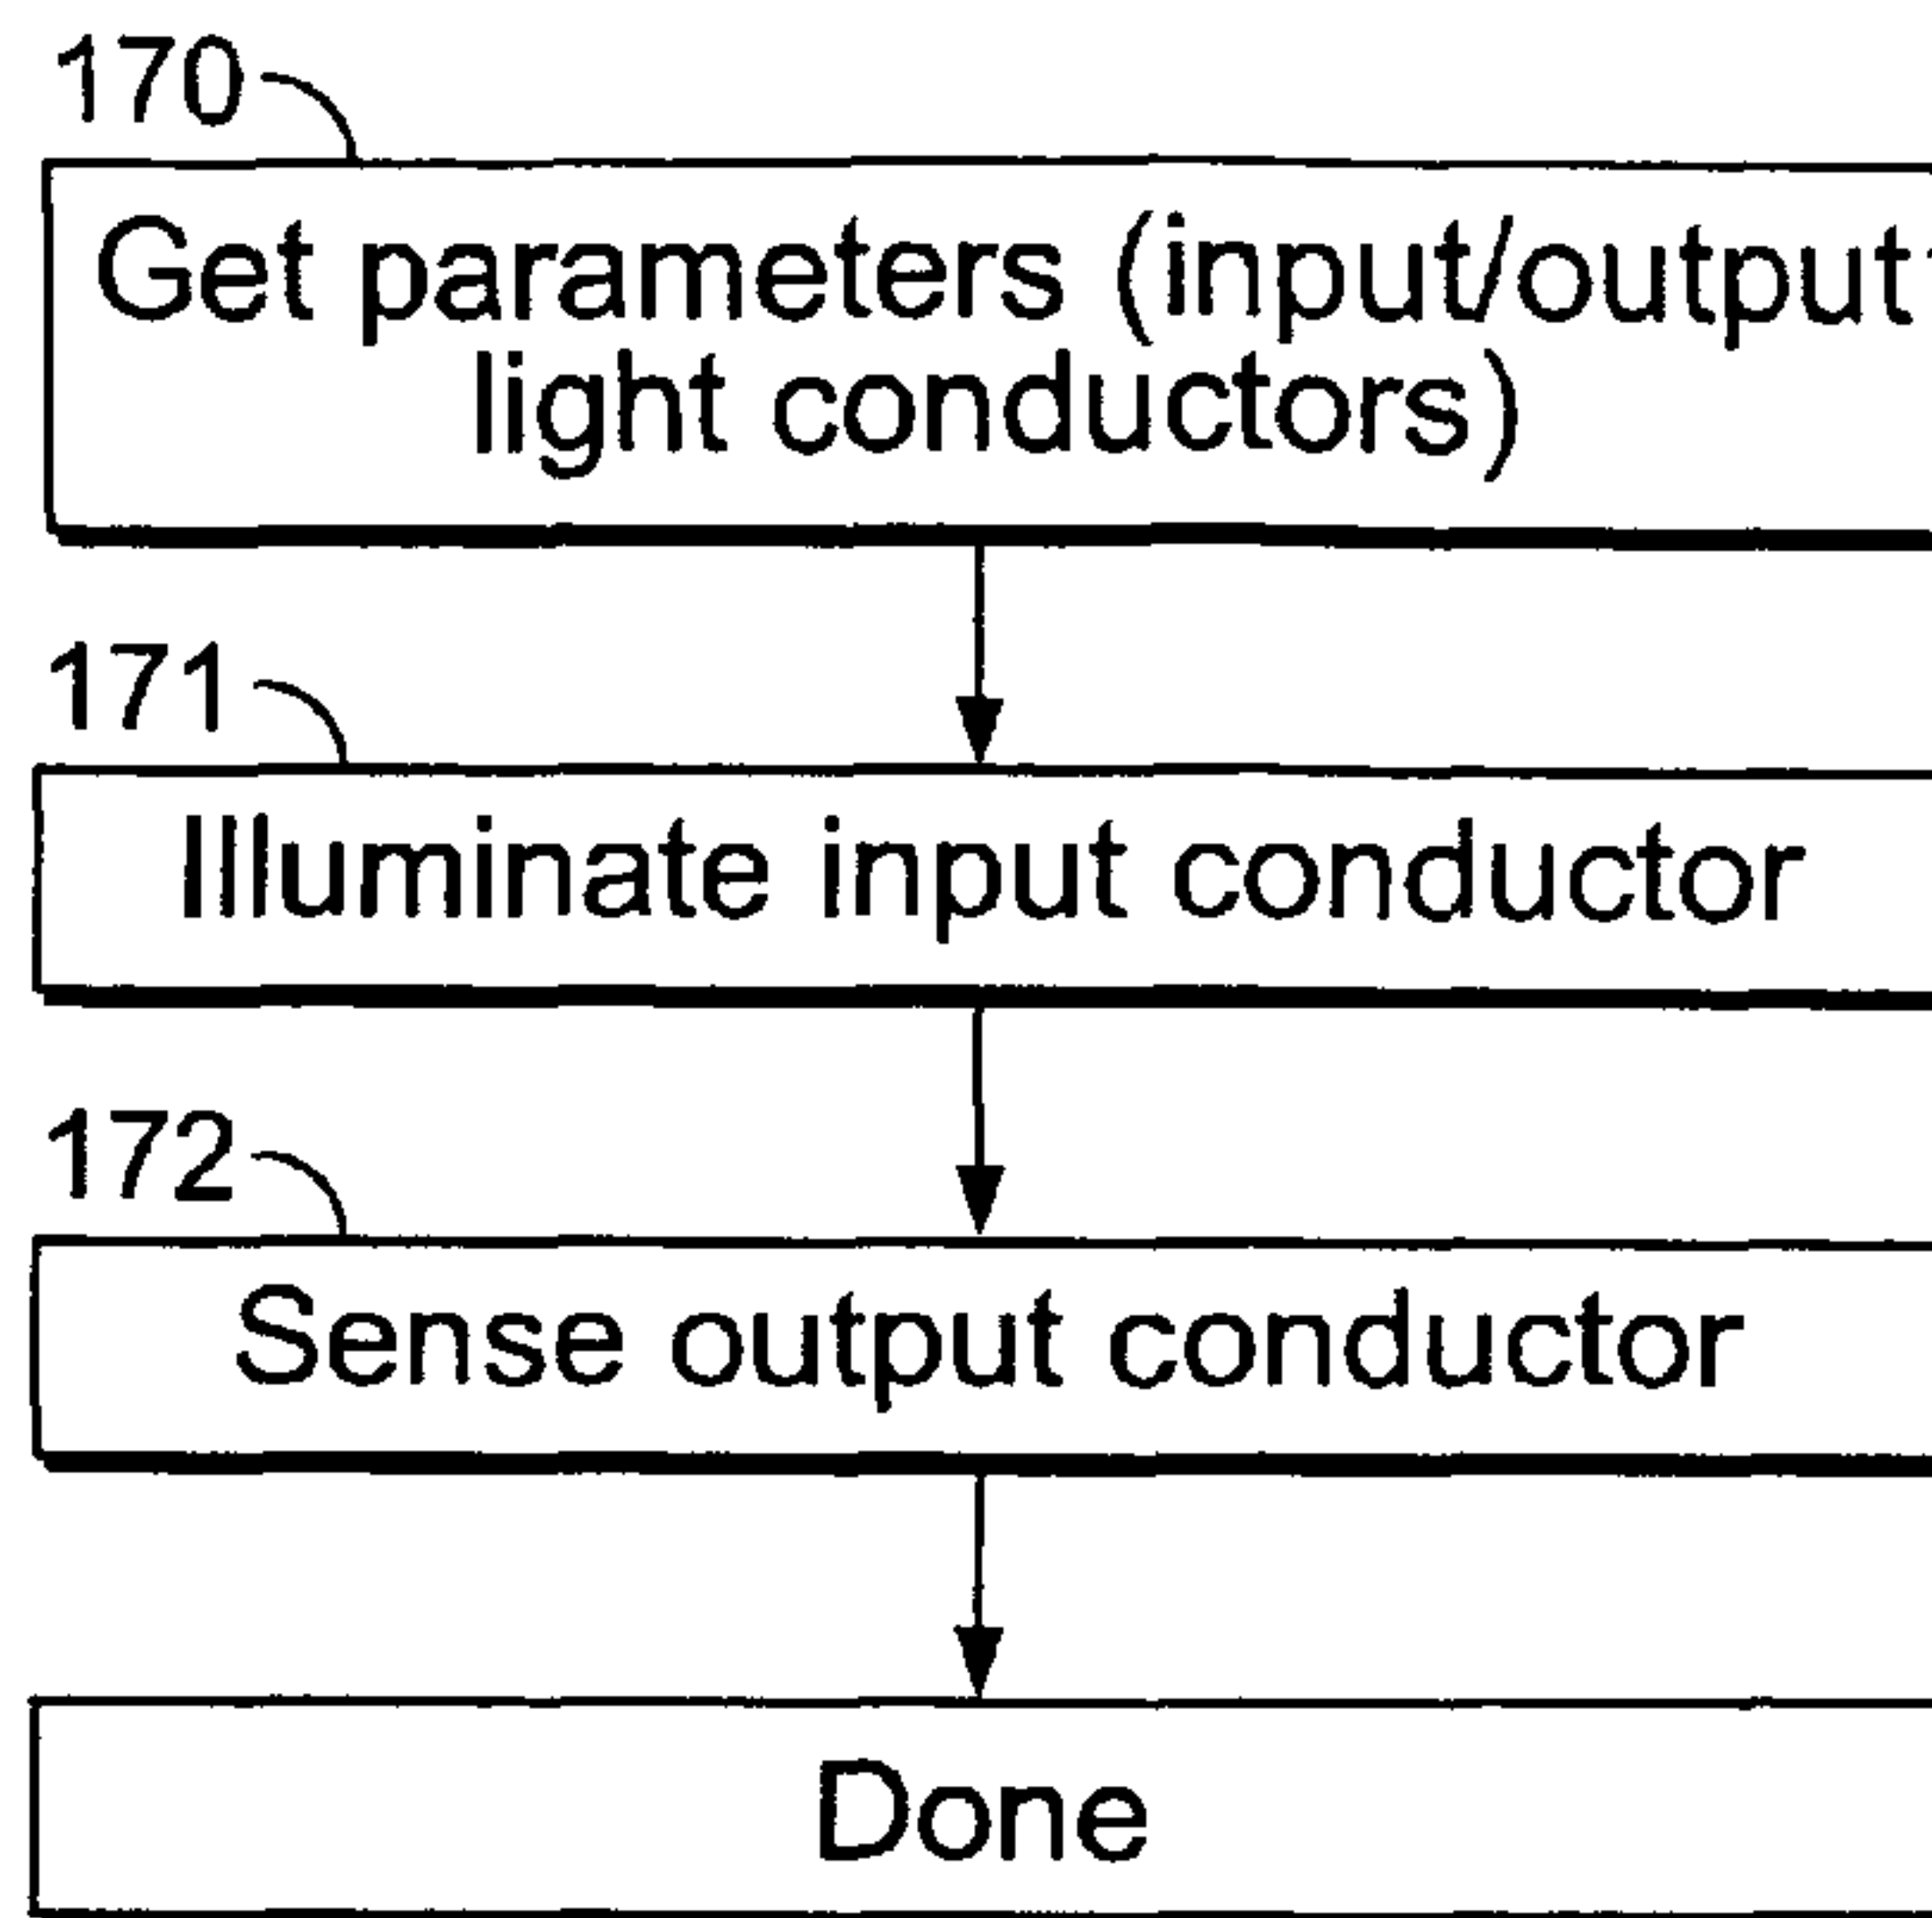 170
Get parameters (input/output
light conductors)
171
Illuminate input conductor
172
Sense output conductor
Done